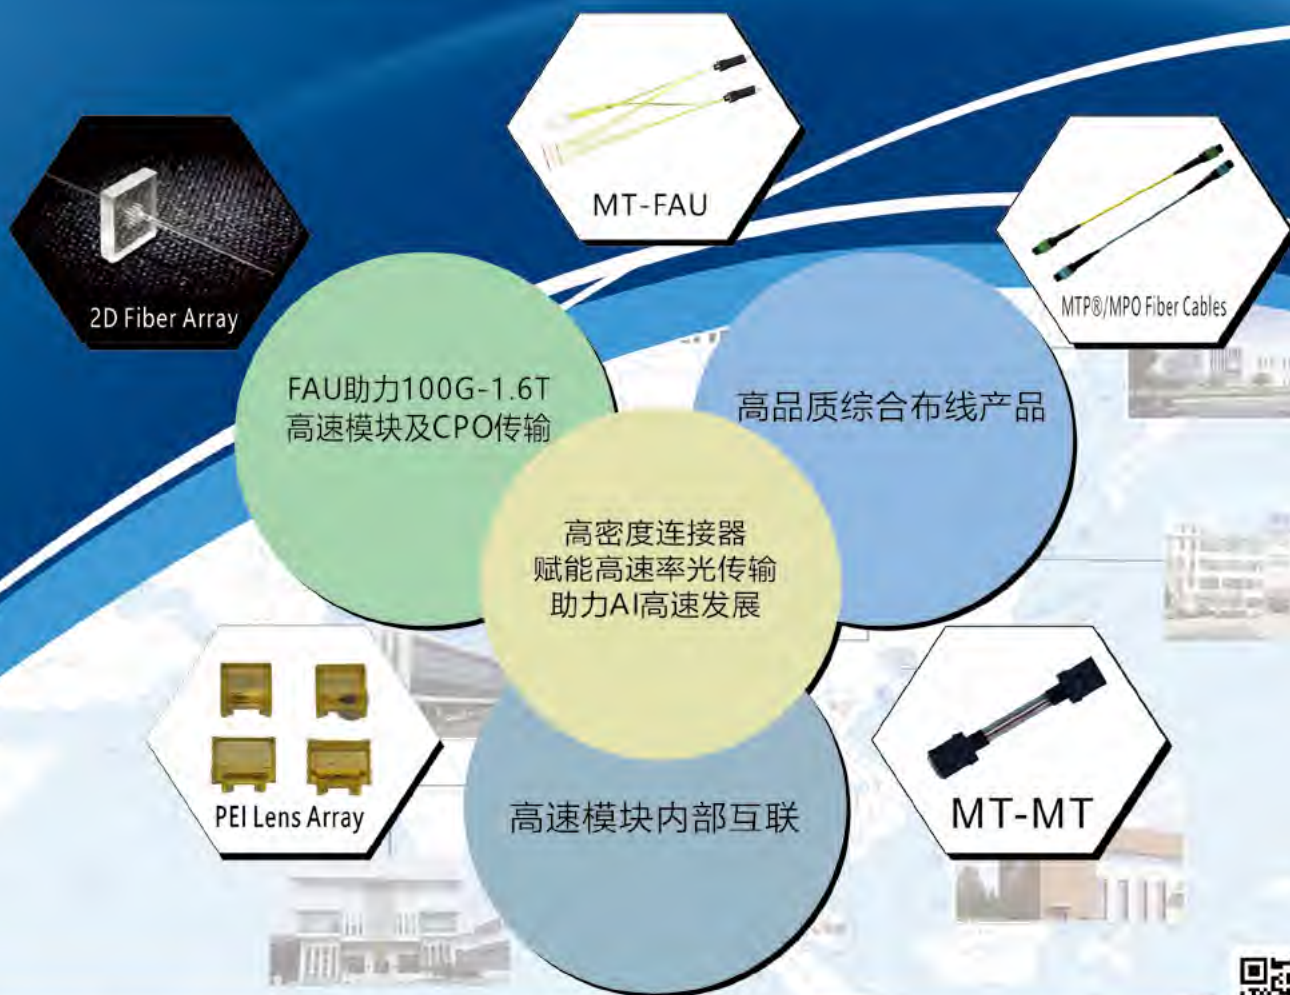 MT-FAU
2D Fiber Array
MTP®/MPO Fiber Cables
FAU助力100G-1.6T
高速模块及CPO传输
高品质综合布线产品
高密度连接器
赋能高速率光传输
助力AI高速发展
PEI Lens Array
高速模块内部互联
MT-MT